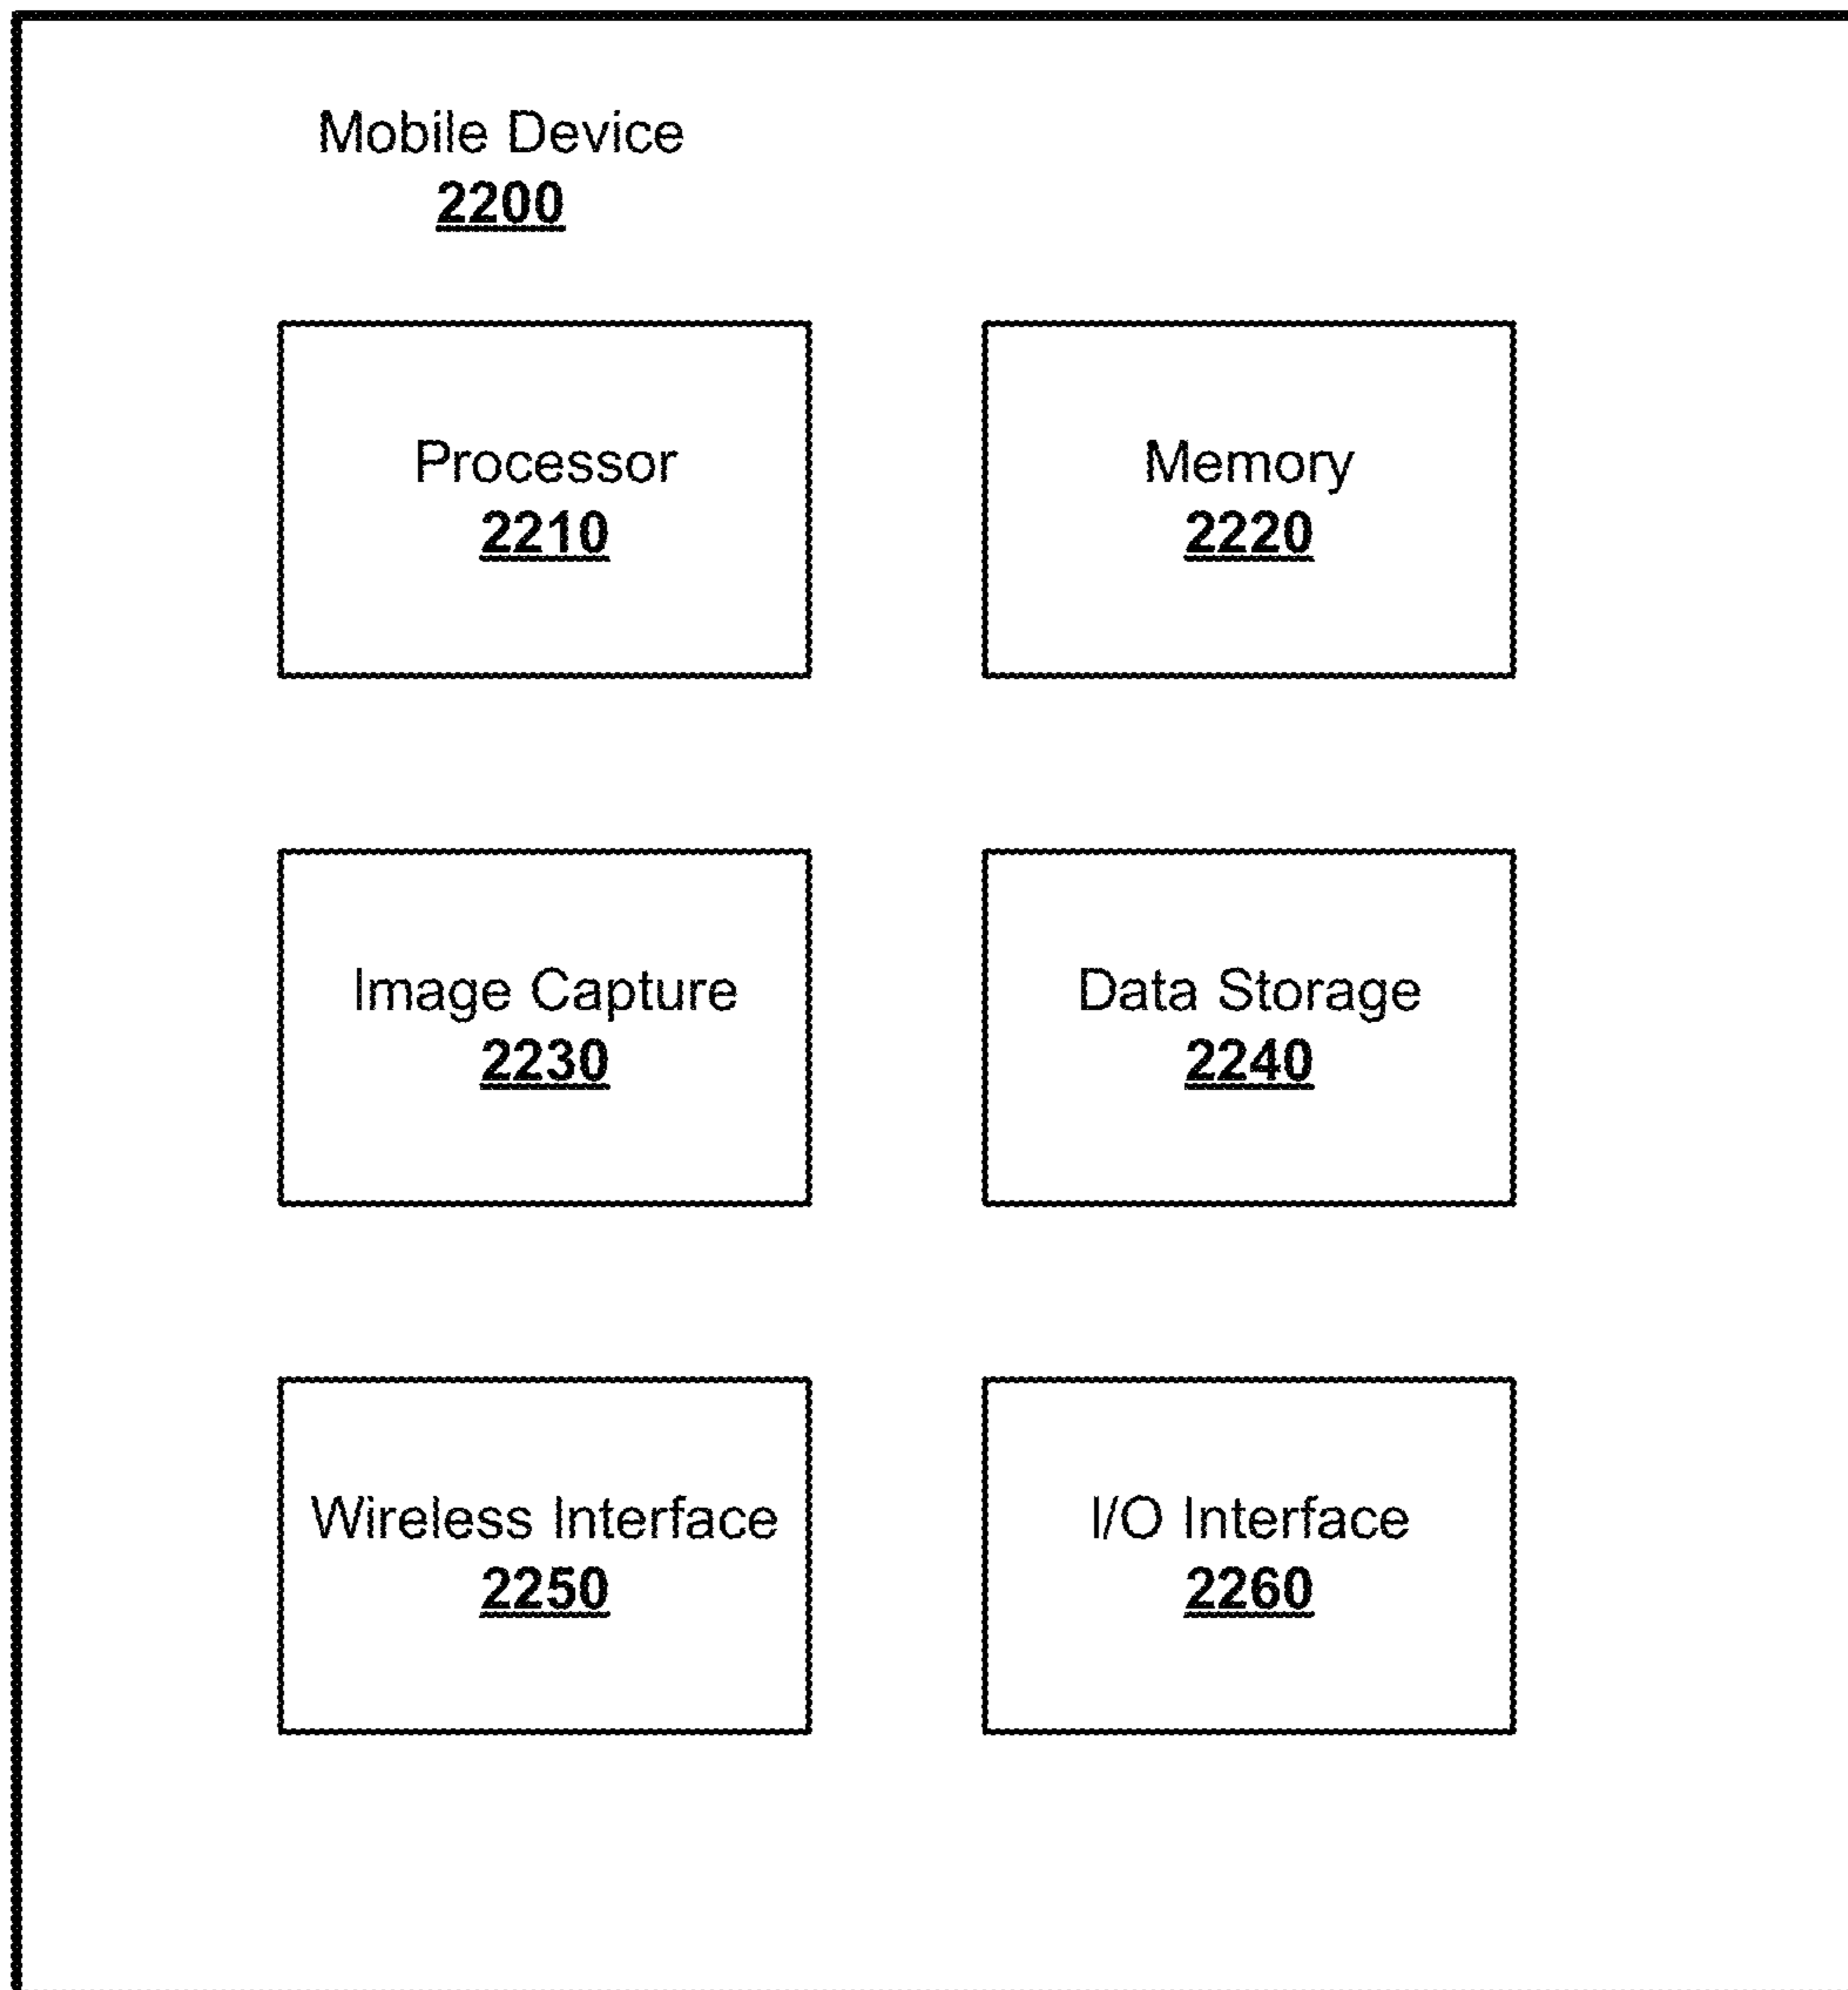 Mobile Device
2200
Processor
2210
Memory
2220
Image Capture
2230
Data Storage
2240
Wireless Interface
2250
I/O Interface
2260